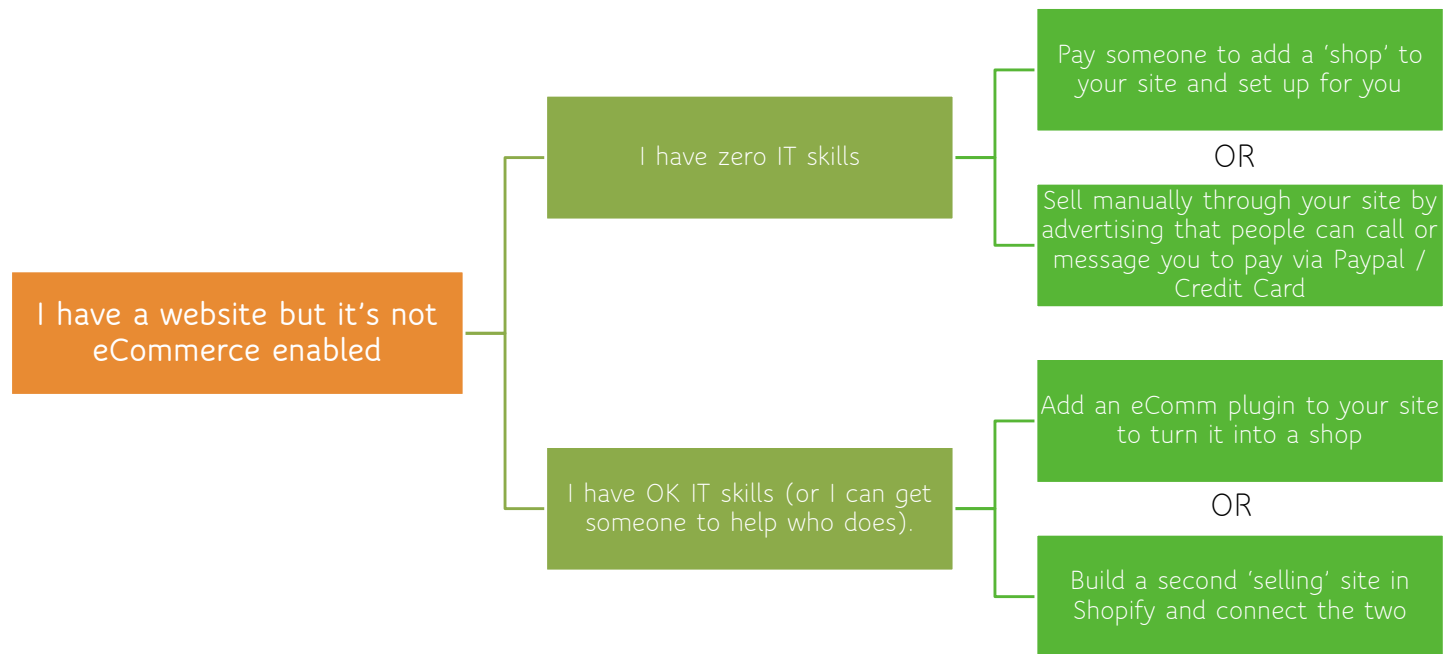 I have a website but it's not
eCommerce enabled
I have zero IT skills
Pay someone to add a 'shop' to
your site and set up for you
OR
Sell manually through your site by
advertising that people can call or
message you to pay via Paypal /
Credit Card
I have OK IT skills (or I can get
someone to help who does).
Add an eComm plugin to your site
to turn it into a shop
OR
Build a second 'selling' site in
Shopify and connect the two